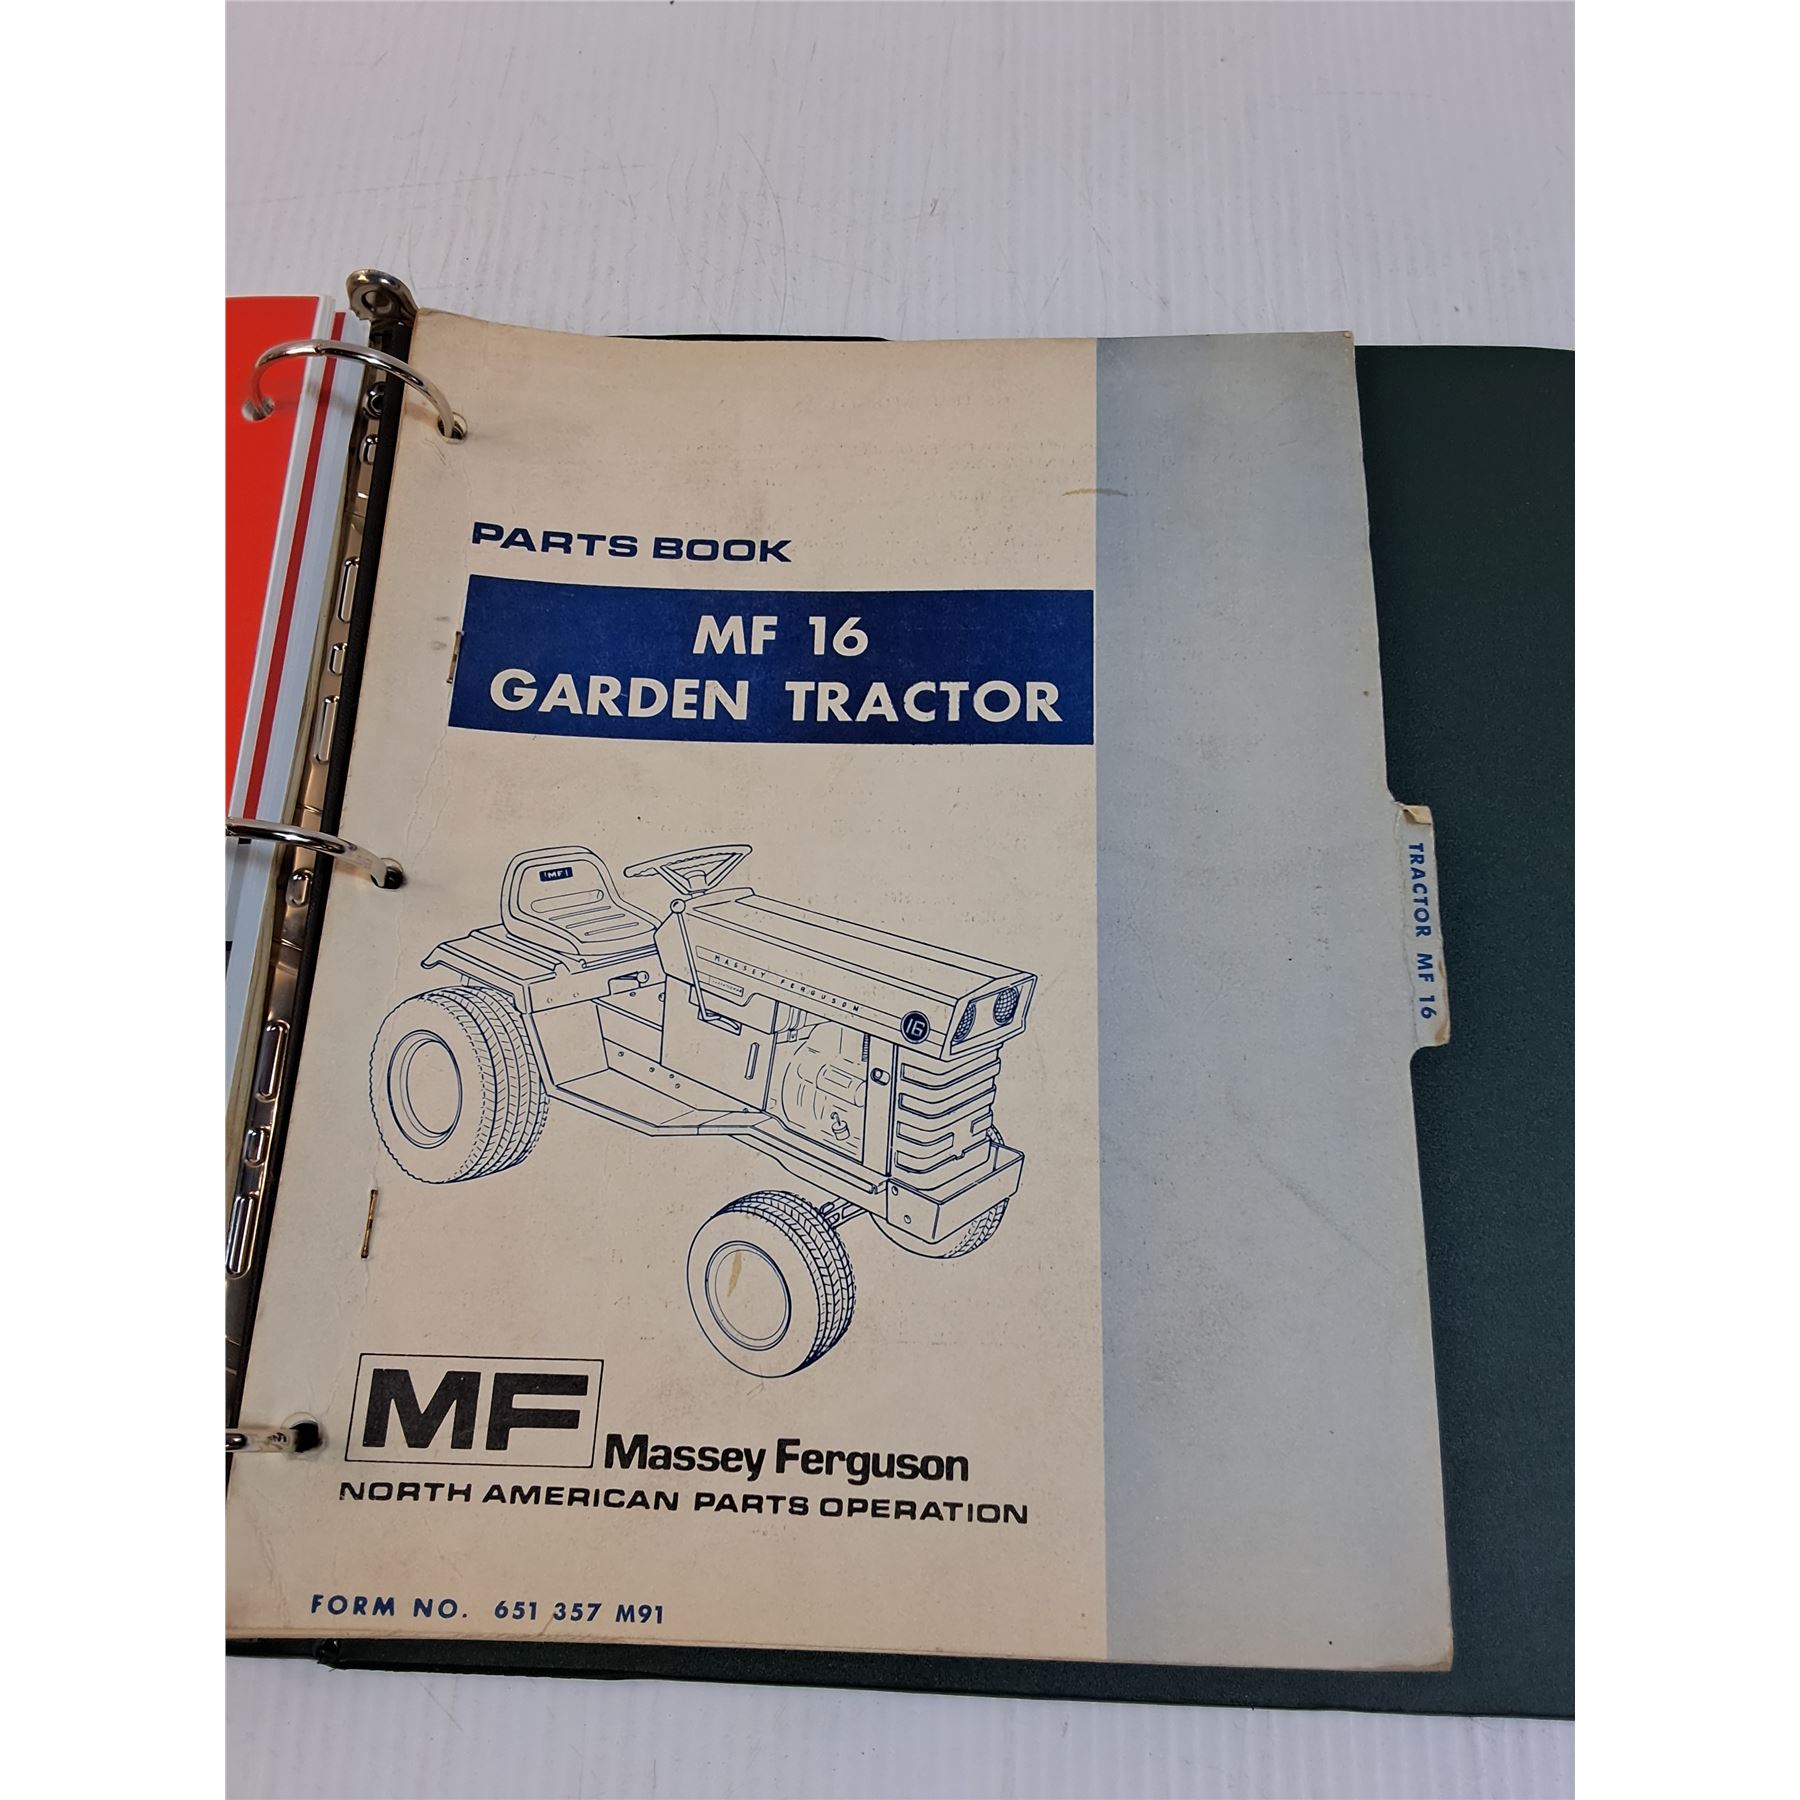 PARTS BOOK
MF 16
GARDEN TRACTOR
MF
MASSEY FERGUSON
16
TRACTOR MF 16
MF
Massey Ferguson
NORTH AMERICAN PARTS OPERATION
FORM NO. 651 357 M91